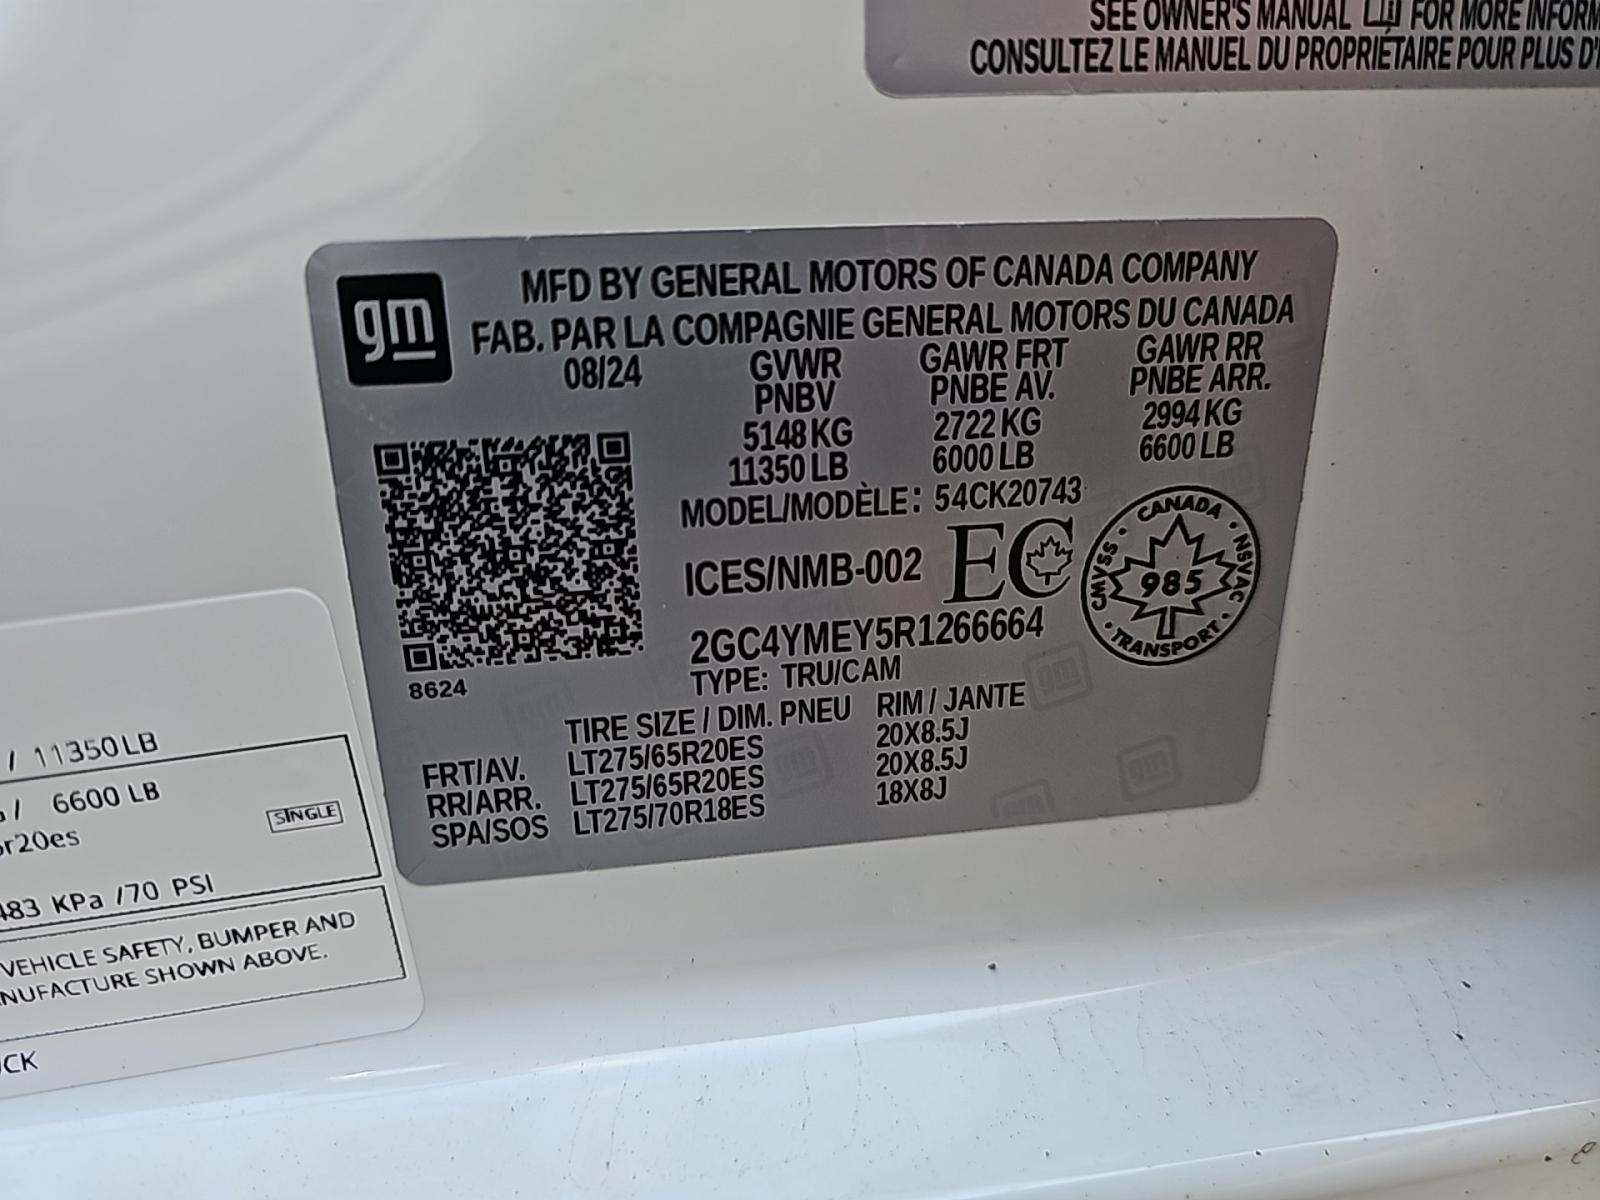 SEE OWNER'S MANUAL FOR MORE
CONSULTEZ LE MANUEL DU PROPRIÉTAIRE POUR PLUS
gm
MFD BY GENERAL MOTORS OF CANADA COMPANY
FAB. PAR LA COMPAGNIE GENERAL MOTORS DU CANADA
08/24 GVWR GAWR FRT GAWR RR
PNBV PNBE AV. PNBE ARR.
5148 KG 2722 KG 2994 KG
11350 LB 6000 LB 6600 LB
MODEL/MODÈLE: 54CK20743
ICES/NMB-002 EC
CANADA
CMVSS 985 NSVAC
TRANSPORT
2GC4YMEY5R1266664
TYPE: TRU/CAM
8624
TIRE SIZE / DIM. PNEU RIM / JANTE
FRT/AV. LT275/65R20ES 20X8.5J
RR/ARR. LT275/65R20ES 20X8.5J
SPA/SOS LT275/70R18ES 18X8J
/ 11350LB
/ 6600 LB
r20es SINGLE
483 KPa /70 PSI
VEHICLE SAFETY, BUMPER AND
SHOWN ABOVE.